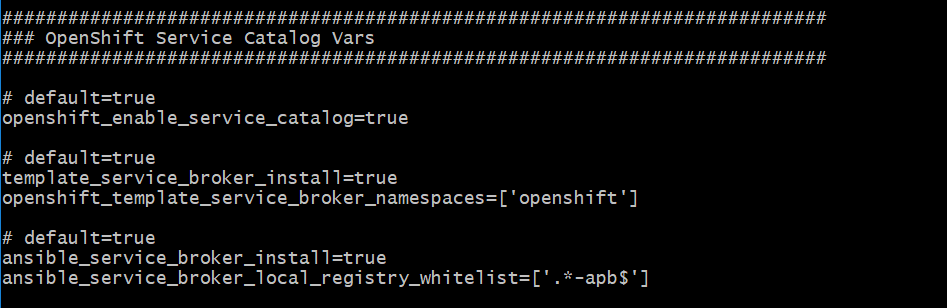 ###########################################################################
### OpenShift Service Catalog Vars
###########################################################################
# default=true
openshift_enable_service_catalog=true
# default=true
template_service_broker_install=true
openshift_template_service_broker_namespaces=['openshift']
# default=true
ansible_service_broker_install=true
ansible_service_broker_local_registry_whitelist=['.*-apb$']